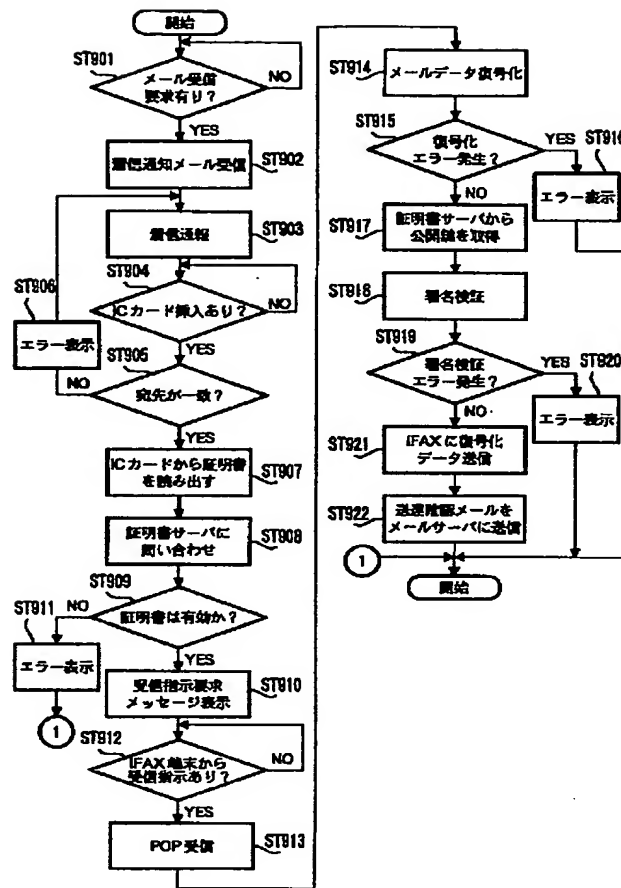 開始
ST901
メール受信
要求有り?
NO
YES
着信通知メール受信
ST902
着信通報
ST903
ST904
ICカード挿入あり?
NO
YES
ST906
エラー表示
ST905
NO
宛先が一致?
YES
ICカードから証明書
を読み出す
ST907
証明書サーバに
問い合わせ
ST908
ST909
証明書は有効か?
NO
ST911
エラー表示
1
YES
受信指示要求
メッセージ表示
ST910
ST912
IFAX端末から
受信指示あり?
NO
YES
POP受信
ST913
ST914
メールデータ復号化
ST915
復号化
エラー発生?
YES
ST916
エラー表示
NO
ST917
証明書サーバから
公開鍵を取得
ST918
署名検証
ST919
署名検証
エラー発生?
YES
ST920
エラー表示
NO
ST921
IFAXに復号化
データ送信
ST922
送達確認メールを
メールサーバに送信
1
開始